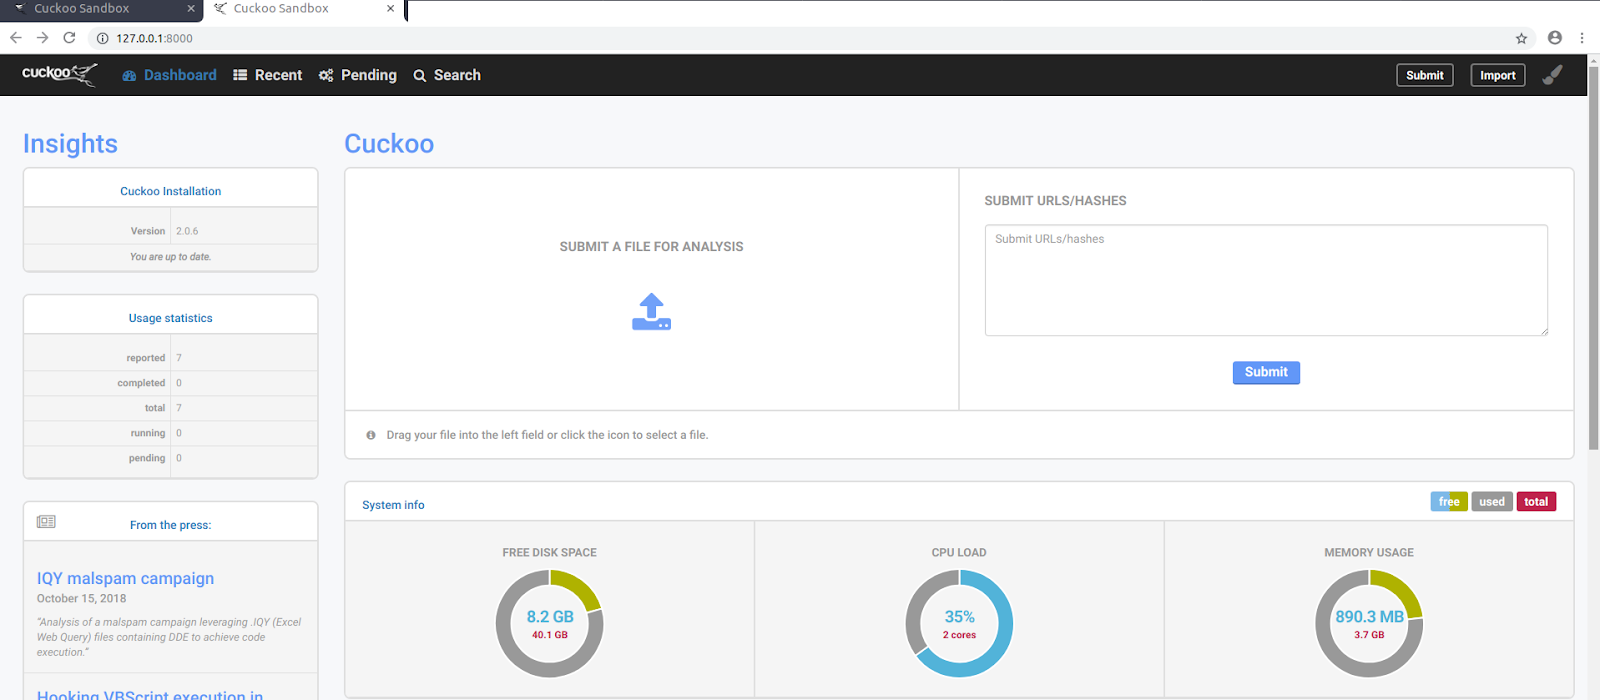 Cuckoo Sandbox
Cuckoo Sandbox
127.0.0.1:8000
cuckoo
Dashboard
Recent
Pending
Search
Submit
Import
Insights
Cuckoo Installation
Version 2.0.6
You are up to date.
Usage statistics
reported 7
completed 0
total 7
running 0
pending 0
From the press:
IQY malspam campaign
October 15, 2018
"Analysis of a malspam campaign leveraging .IQY (Excel
Web Query) files containing DDE to achieve code
execution."
Hooking VBScript execution in
Cuckoo
SUBMIT A FILE FOR ANALYSIS
SUBMIT URLS/HASHES
Submit URLs/hashes
Submit
Drag your file into the left field or click the icon to select a file.
System info
free
used
total
FREE DISK SPACE
8.2 GB
40.1 GB
CPU LOAD
35%
2 cores
MEMORY USAGE
890.3 MB
3.7 GB